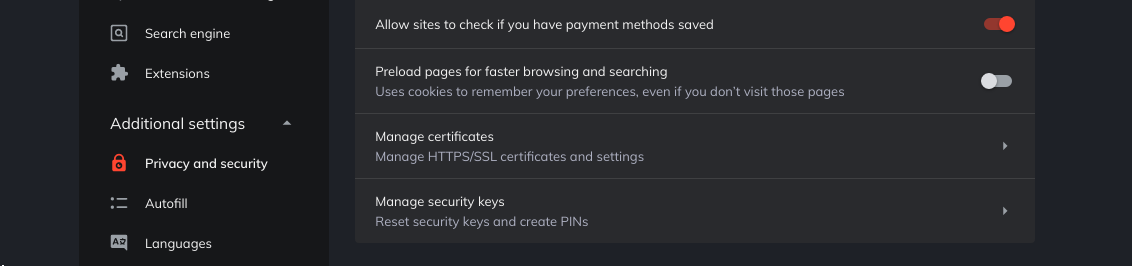 Search engine
Extensions
Additional settings
Privacy and security
Autofill
Languages
Allow sites to check if you have payment methods saved
Preload pages for faster browsing and searching
Uses cookies to remember your preferences, even if you don't visit those pages
Manage certificates
Manage HTTPS/SSL certificates and settings
Manage security keys
Reset security keys and create PINs